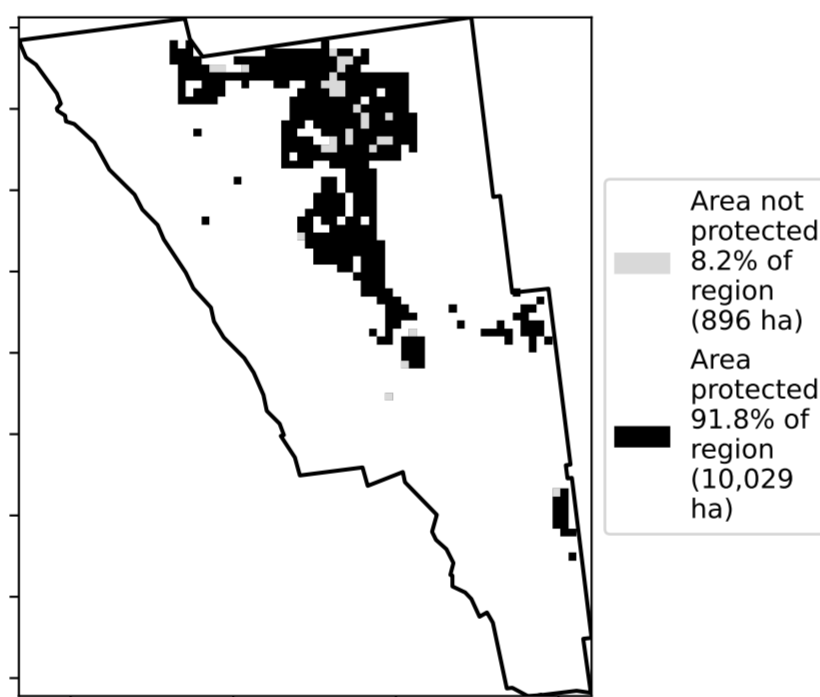 Area not
protected
8.2% of
region
(896 ha)
Area
protected
91.8% of
region
(10,029
ha)